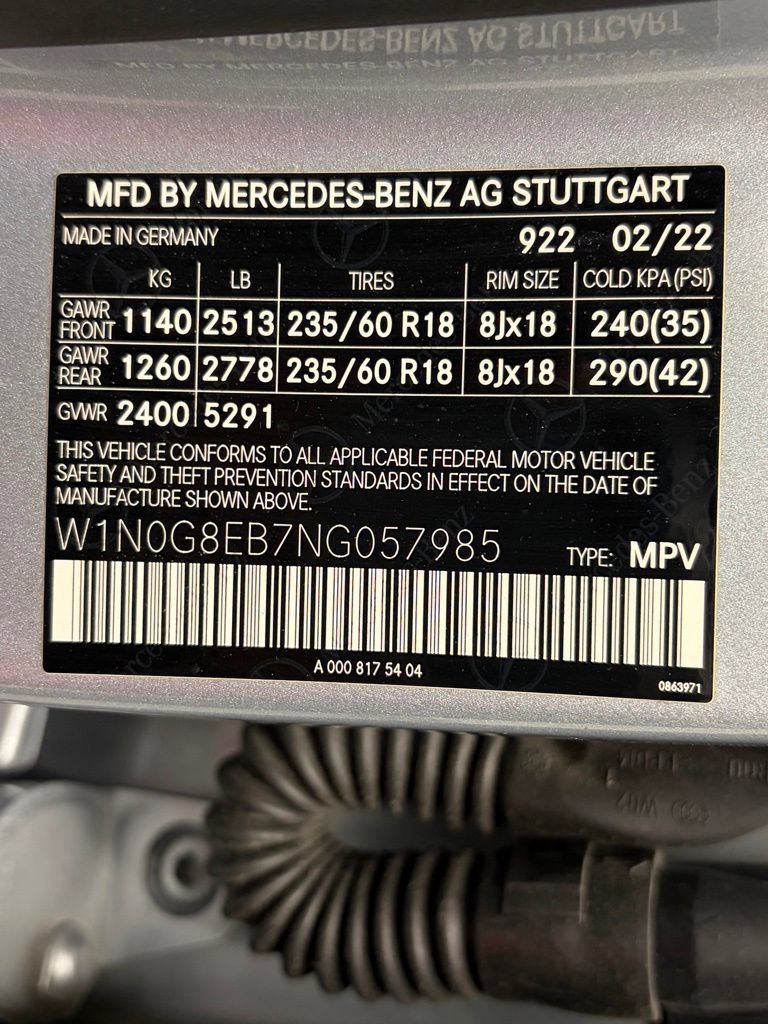 MFD BY MERCEDES-BENZ AG STUTTGART
MADE IN GERMANY 922 02/22
KG LB TIRES RIM SIZE COLD KPA (PSI)
GAWR FRONT 1140 2513 235/60 R18 8Jx18 240(35)
GAWR REAR 1260 2778 235/60 R18 8Jx18 290(42)
GVWR 2400 5291
THIS VEHICLE CONFORMS TO ALL APPLICABLE FEDERAL MOTOR VEHICLE
SAFETY AND THEFT PREVENTION STANDARDS IN EFFECT ON THE DATE OF
MANUFACTURE SHOWN ABOVE.
W1N0G8EB7NG057985 TYPE: MPV
A 000 817 54 04
0863971